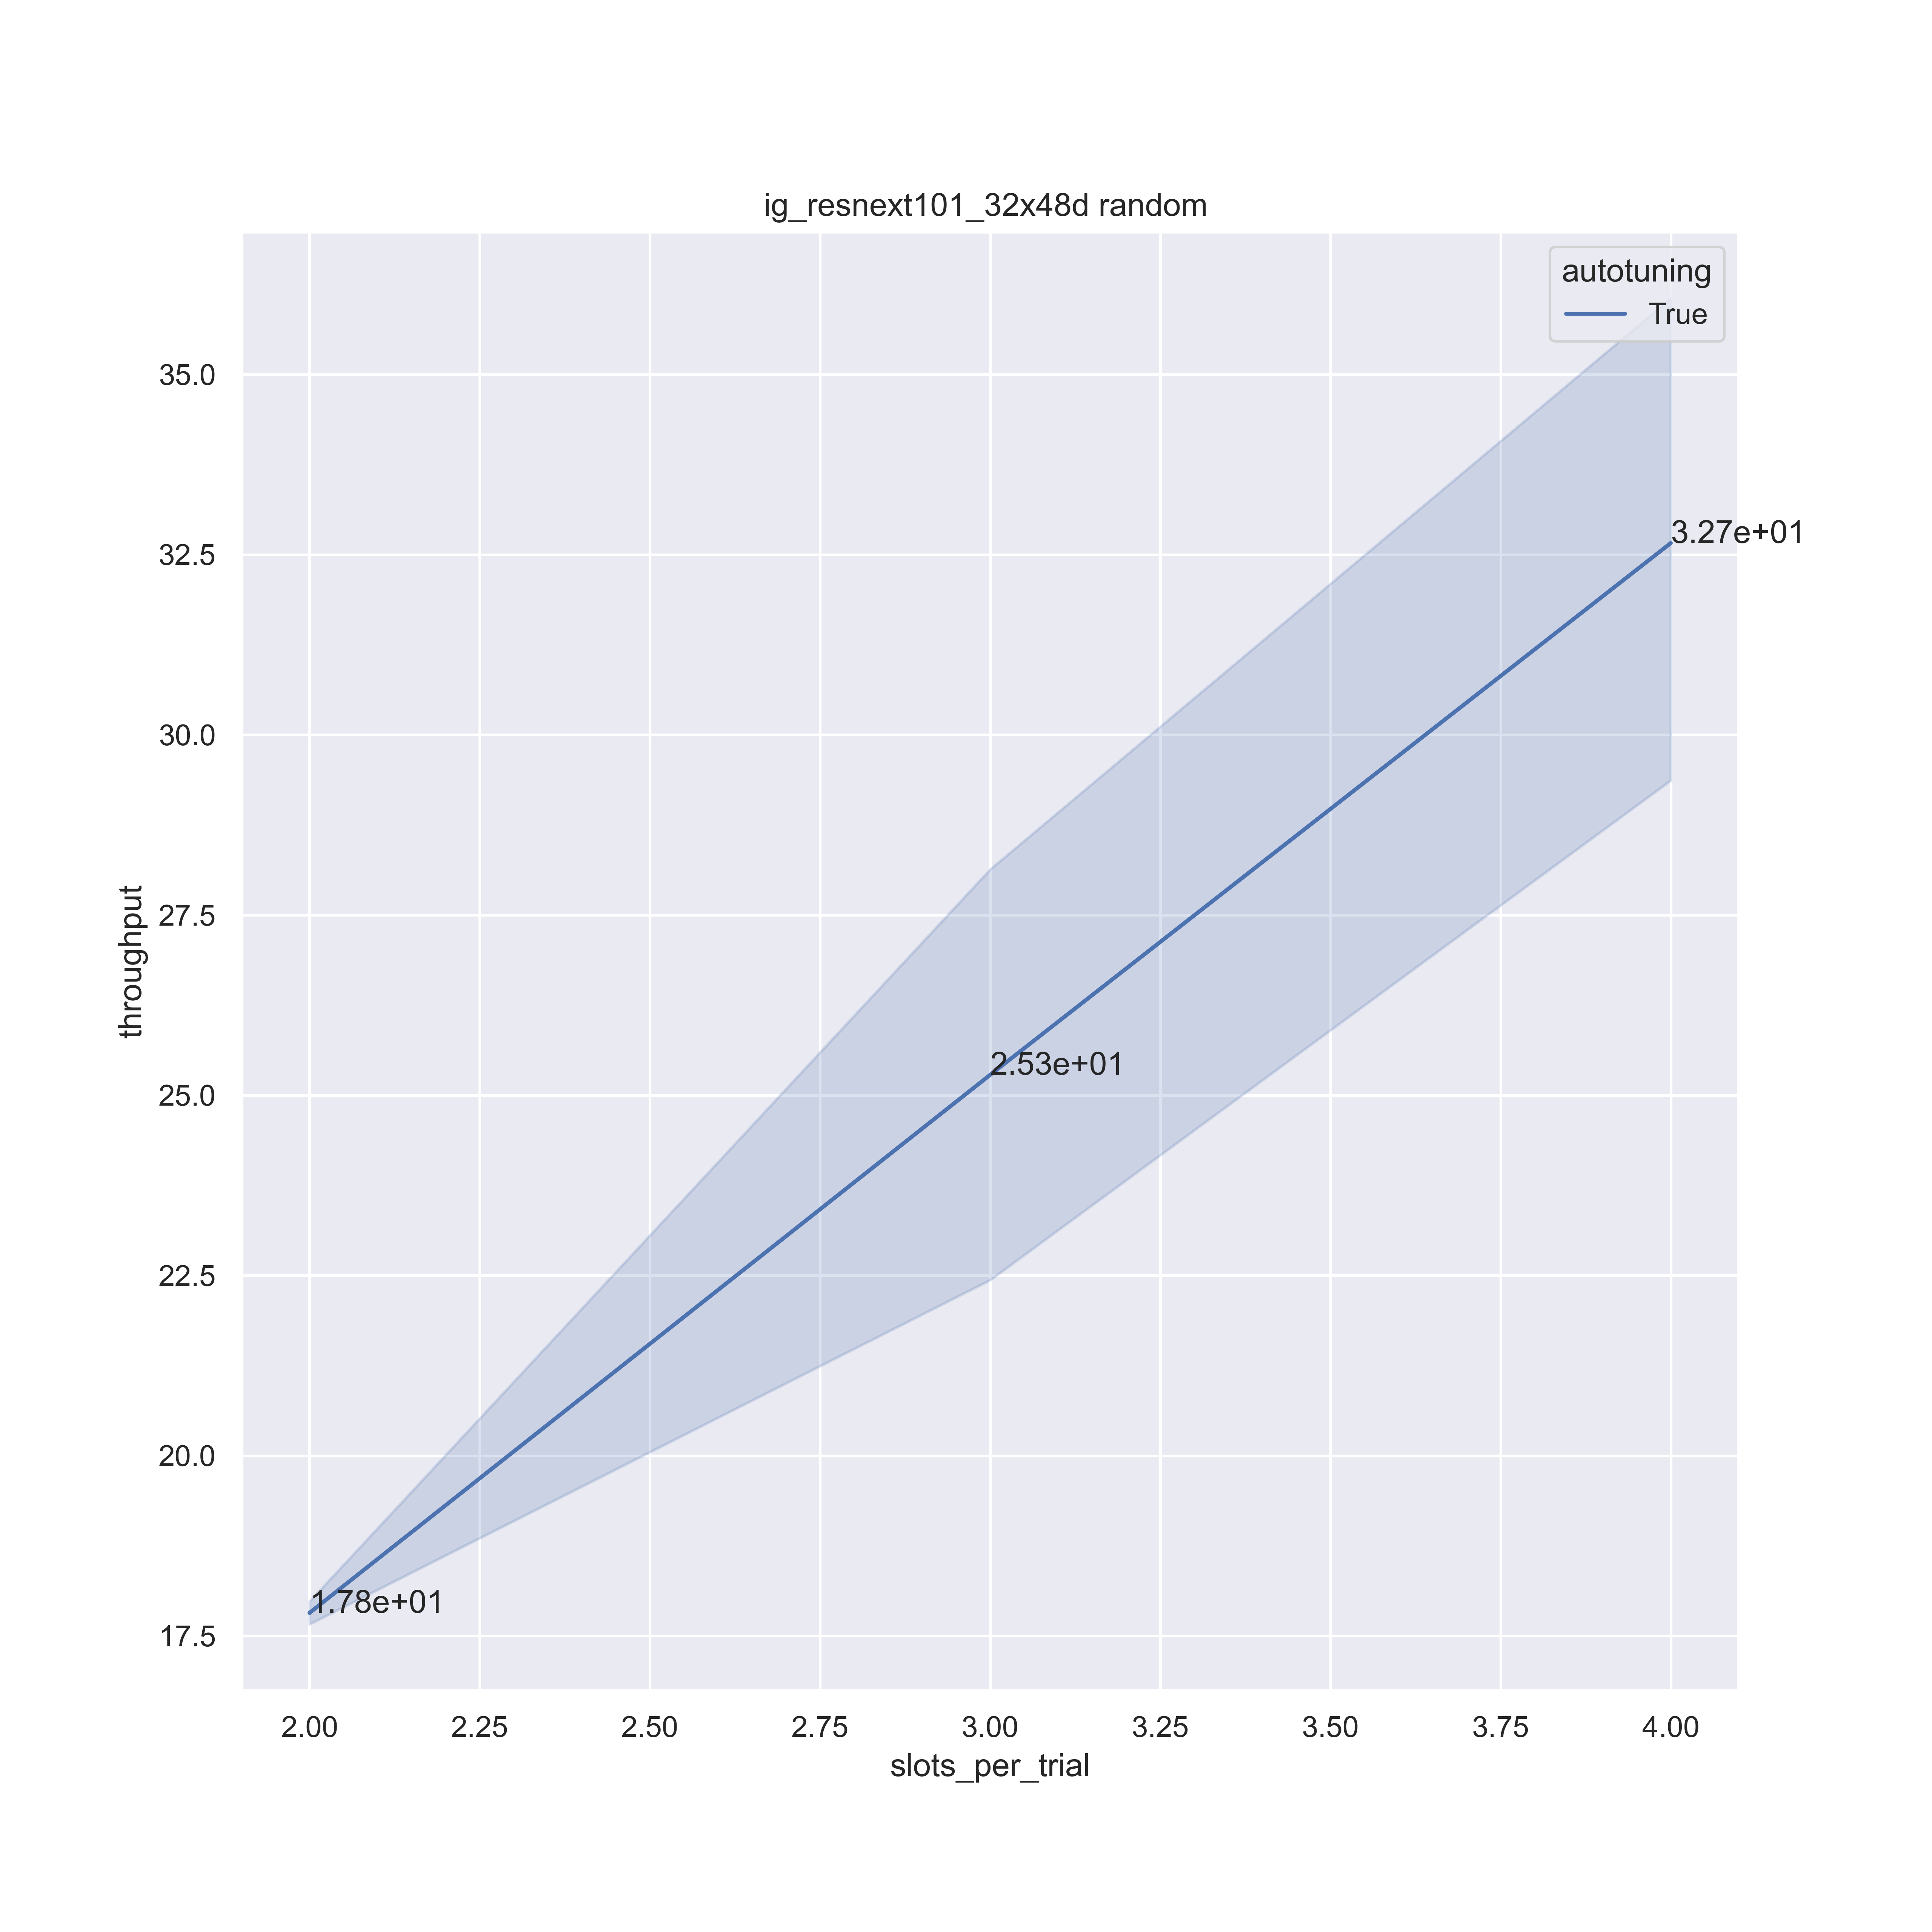 ig_resnext101_32x48d random
autotuning
True
35.0
32.5
30.0
27.5
25.0
22.5
20.0
17.5
throughput
3.27e+01
2.53e+01
1.78e+01
2.00 2.25 2.50 2.75 3.00 3.25 3.50 3.75 4.00
slots_per_trial